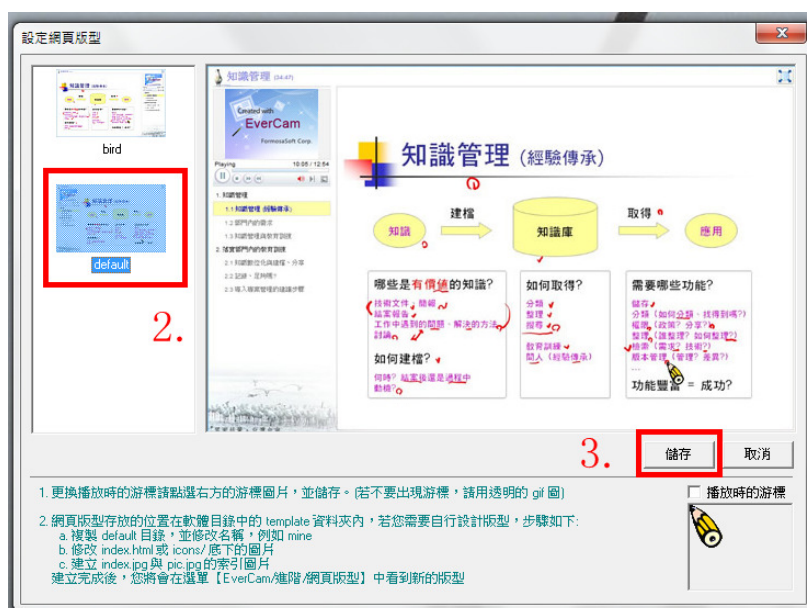 設定網頁版型
bird
default
2.
知識管理 (34:47)
Created with
EverCam
FormosaSoft Corp.
Playing 10:05 / 12:54
1. 知識管理
1.1 知識管理 (經驗傳承)
1.2 部門內的需求
1.3 知識管理與教育訓練
2. 落實部門內的教育訓練
2.1 知識數位化與建檔、分享
2.2 記錄、足夠嗎?
2.3 導入檔案管理的建議步驟
知識管理 (經驗傳承)
知識
建檔
知識庫
取得
應用
哪些是有價值的知識?
技術文件、簡報
結案報告
工作中遇到的問題、解決的方法
討論
如何建檔?
何時? 結案後還是過程中
動機?
如何取得?
分類
整理
搜尋
教育訓練
問人 (經驗傳承)
需要哪些功能?
儲存
分類 (如何分類、找得到嗎?)
權限 (政策? 分享?)
整理 (誰整理? 如何整理?)
檢索 (需求? 技術?)
版本管理 (管理? 差異?)
...
功能豐富 = 成功?
3.
儲存
取消
1. 更換播放時的游標請點選右方的游標圖片，並儲存。(若不要出現游標，請用透明的 gif 圖)
2. 網頁版型存放的位置在軟體目錄中的 template 資料夾內，若您需要自行設計版型，步驟如下:
a. 複製 default 目錄，並修改名稱，例如 mine
b. 修改 index.html 或 icons/ 底下的圖片
c. 建立 index.jpg 與 pic.jpg 的索引圖片
建立完成後，您將會在選單【EverCam/進階/網頁版型】中看到新的版型
播放時的游標